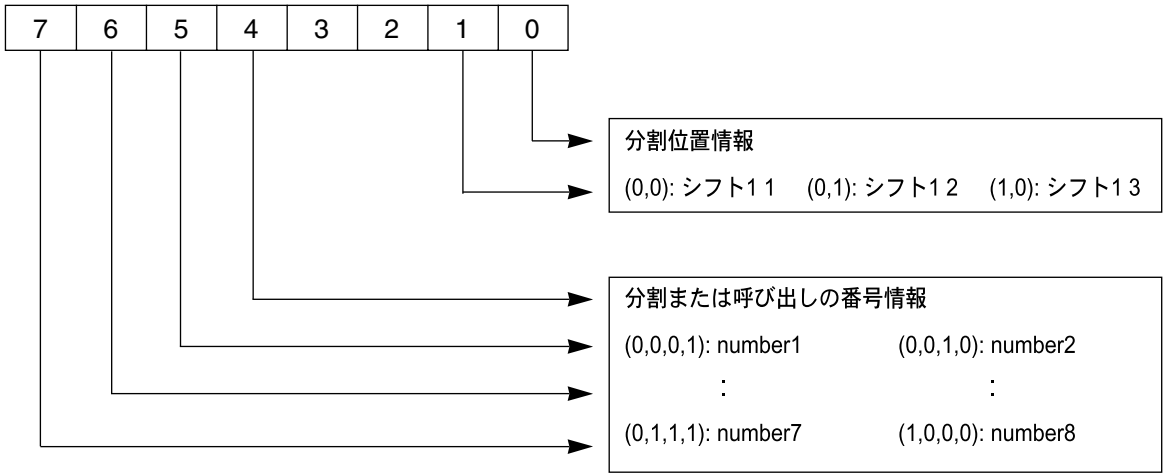 7 6 5 4 3 2 1 0
分割位置情報
(0,0): シフト1 1 (0,1): シフト1 2 (1,0): シフト1 3
分割または呼び出しの番号情報
(0,0,0,1): number1 (0,0,1,0): number2
: :
(0,1,1,1): number7 (1,0,0,0): number8